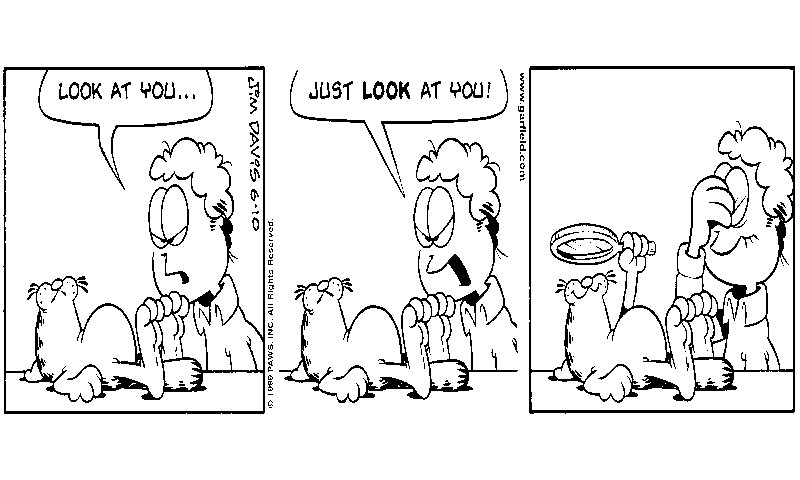 LOOK AT YOU...
JIM DAVIS 6-10
© 1989 PAWS, INC. All Rights Reserved.
JUST LOOK AT YOU!
www.garfield.com